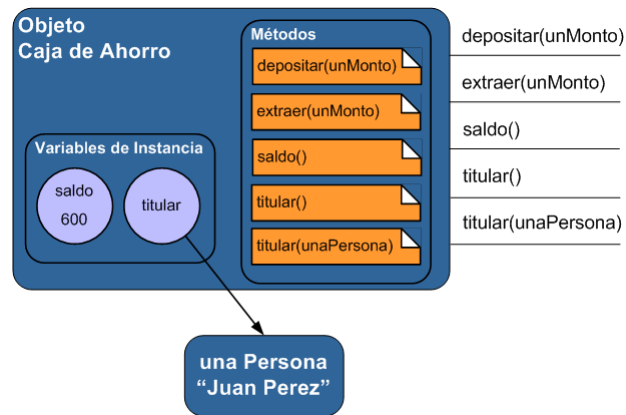 Objeto
Caja de Ahorro
Variables de Instancia
saldo
600
titular
Métodos
depositar(unMonto)
extraer(unMonto)
saldo()
titular()
titular(unaPersona)
depositar(unMonto)
extraer(unMonto)
saldo()
titular()
titular(unaPersona)
una Persona
“Juan Perez”